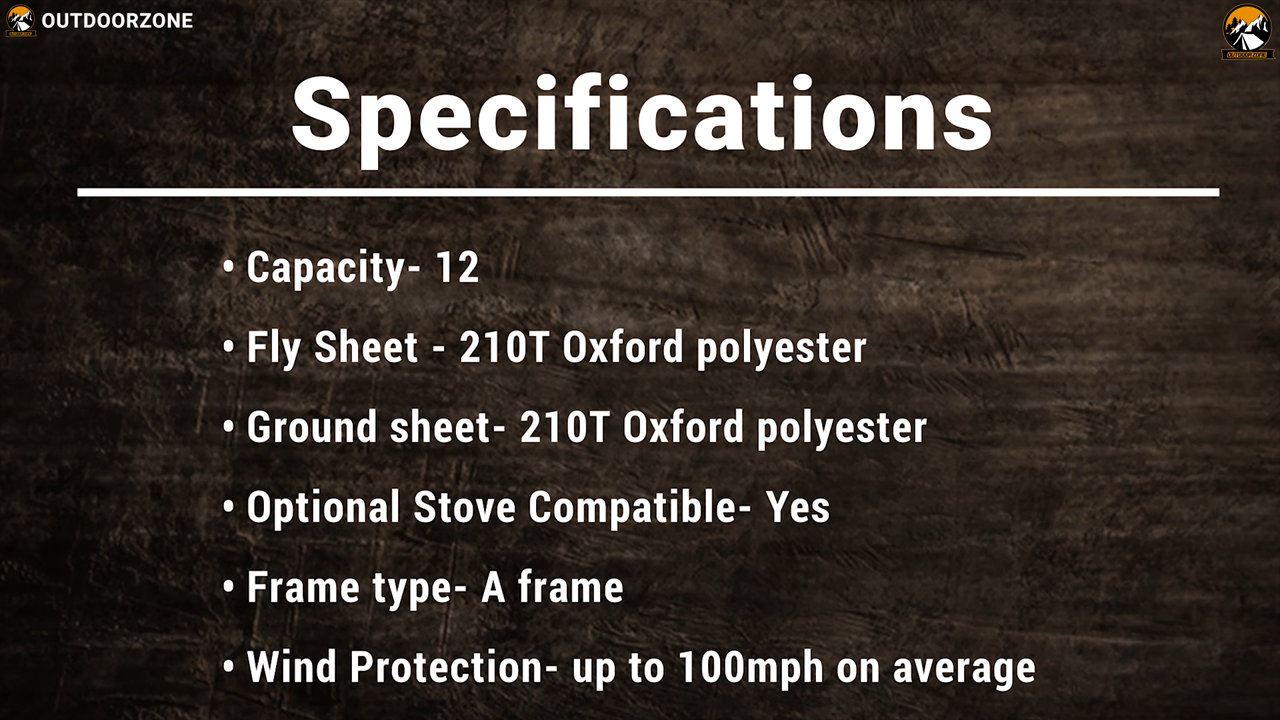 OUTDOORZONE
Specifications
• Capacity- 12
• Fly Sheet - 210T Oxford polyester
• Ground sheet- 210T Oxford polyester
• Optional Stove Compatible- Yes
• Frame type- A frame
• Wind Protection- up to 100mph on average